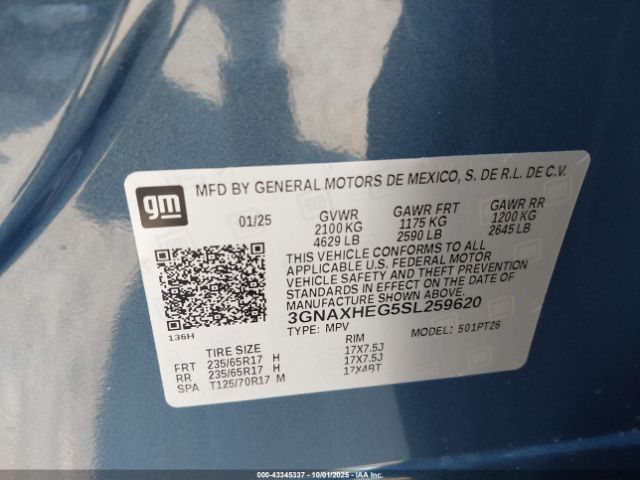 gm
MFD BY GENERAL MOTORS DE MEXICO, S. DE R.L. DE C.V.
01/25 GVWR GAWR FRT GAWR RR
2100 KG 1175 KG 1200 KG
4629 LB 2590 LB 2645 LB
THIS VEHICLE CONFORMS TO ALL
APPLICABLE U.S. FEDERAL MOTOR
VEHICLE SAFETY AND THEFT PREVENTION
STANDARDS IN EFFECT ON THE DATE OF
MANUFACTURE SHOWN ABOVE.
136H
3GNAXHEG5SL259620
TYPE: MPV MODEL: 501PT26
TIRE SIZE RIM
FRT 235/65R17 H 17X7.5J
RR 235/65R17 H 17X7.5J
SPA T125/70R17 M 17X4BT
© COPART STOCK: 43345337 - 10/01/2025 - IAAI.COM